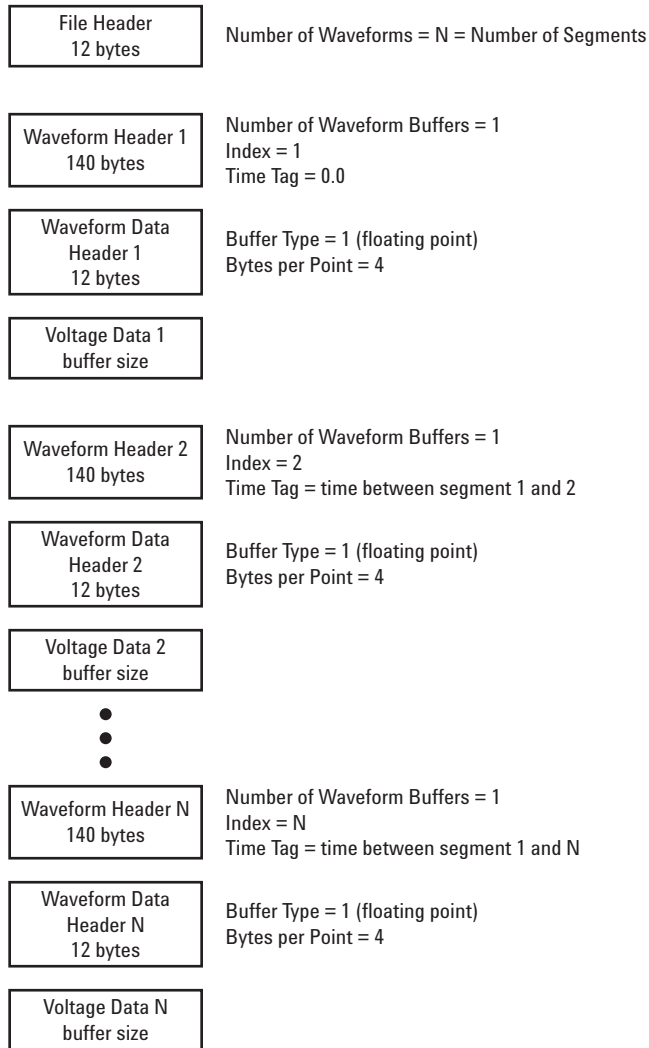 File Header
12 bytes
Number of Waveforms = N = Number of Segments
Waveform Header 1
140 bytes
Number of Waveform Buffers = 1
Index = 1
Time Tag = 0.0
Waveform Data
Header 1
12 bytes
Buffer Type = 1 (floating point)
Bytes per Point = 4
Voltage Data 1
buffer size
Waveform Header 2
140 bytes
Number of Waveform Buffers = 1
Index = 2
Time Tag = time between segment 1 and 2
Waveform Data
Header 2
12 bytes
Buffer Type = 1 (floating point)
Bytes per Point = 4
Voltage Data 2
buffer size
Waveform Header N
140 bytes
Number of Waveform Buffers = 1
Index = N
Time Tag = time between segment 1 and N
Waveform Data
Header N
12 bytes
Buffer Type = 1 (floating point)
Bytes per Point = 4
Voltage Data N
buffer size